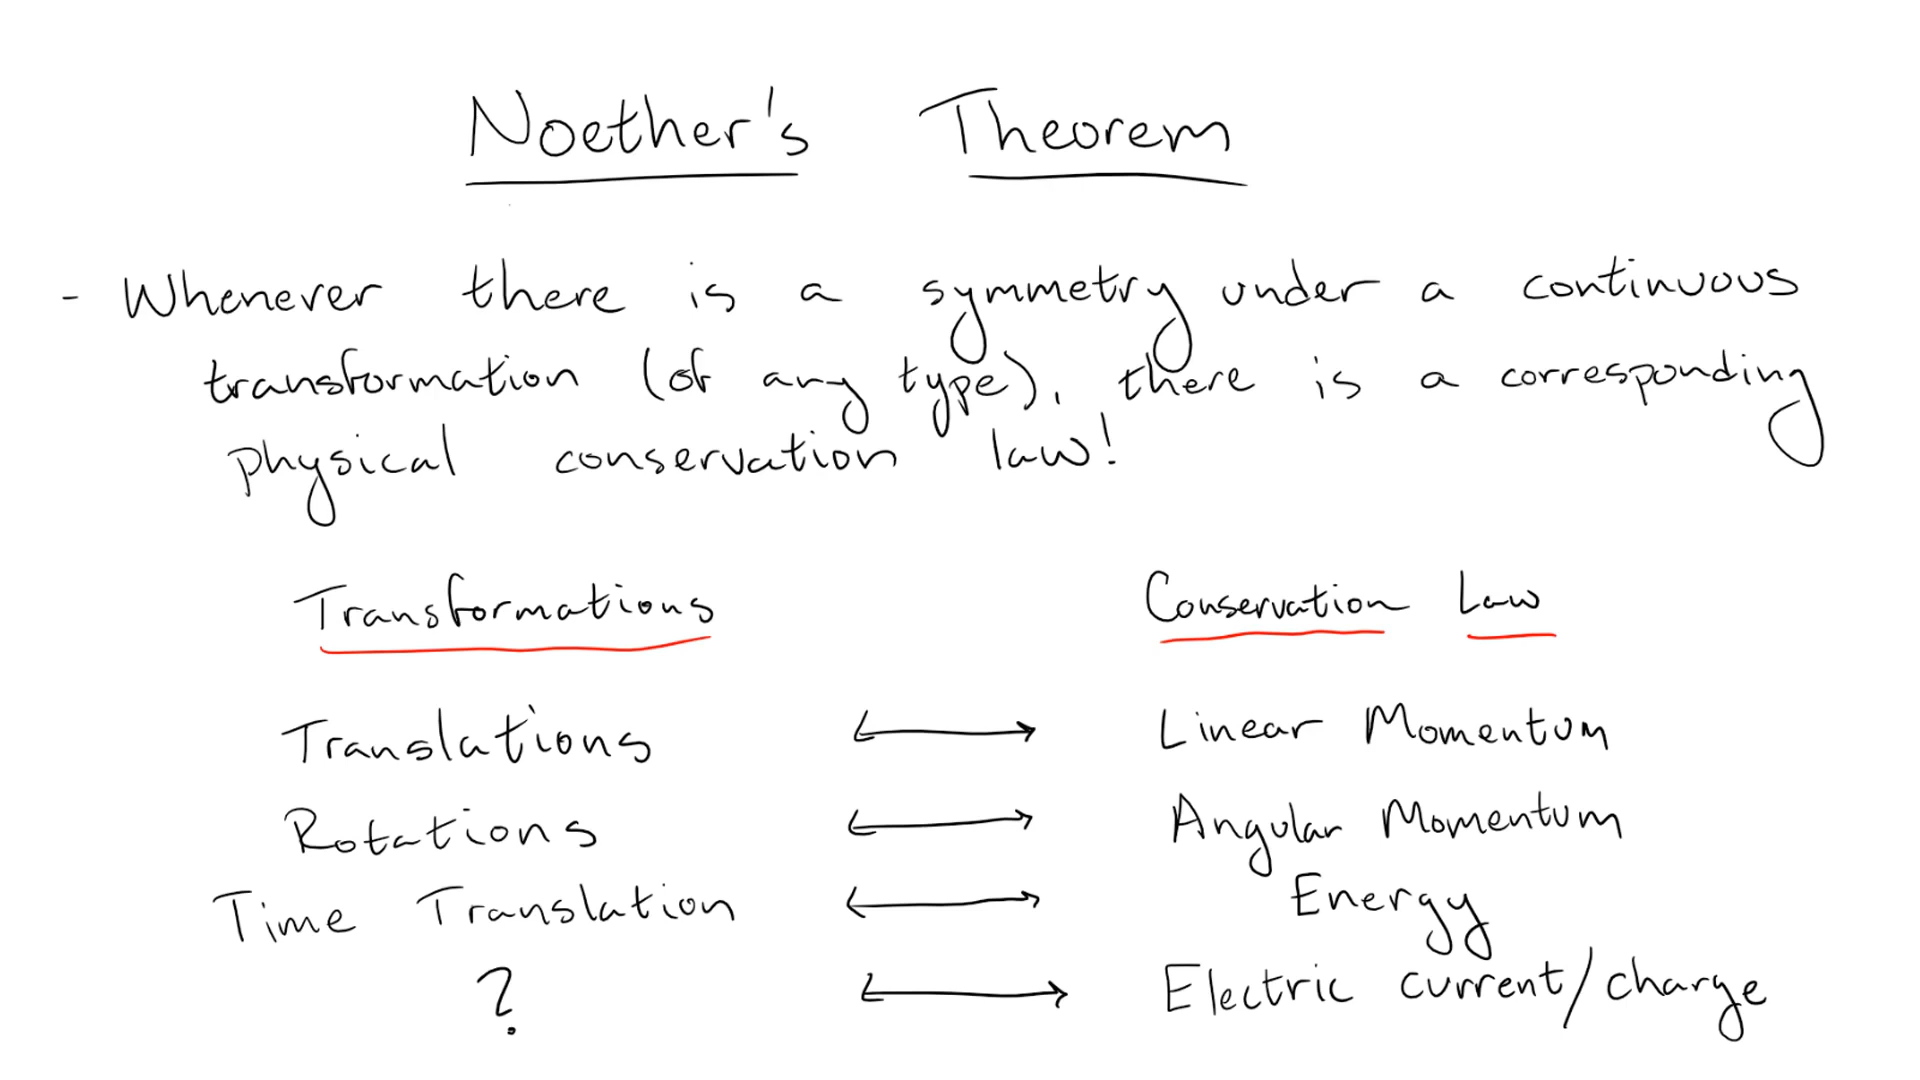 Noether's Theorem
- Whenever there is a symmetry under a continuous
transformation (of any type), there is a corresponding
physical conservation law!
Transformations Conservation Law
Translations ⟷ Linear Momentum
Rotations ⟷ Angular Momentum
Time Translation ⟷ Energy
? ⟷ Electric current/charge